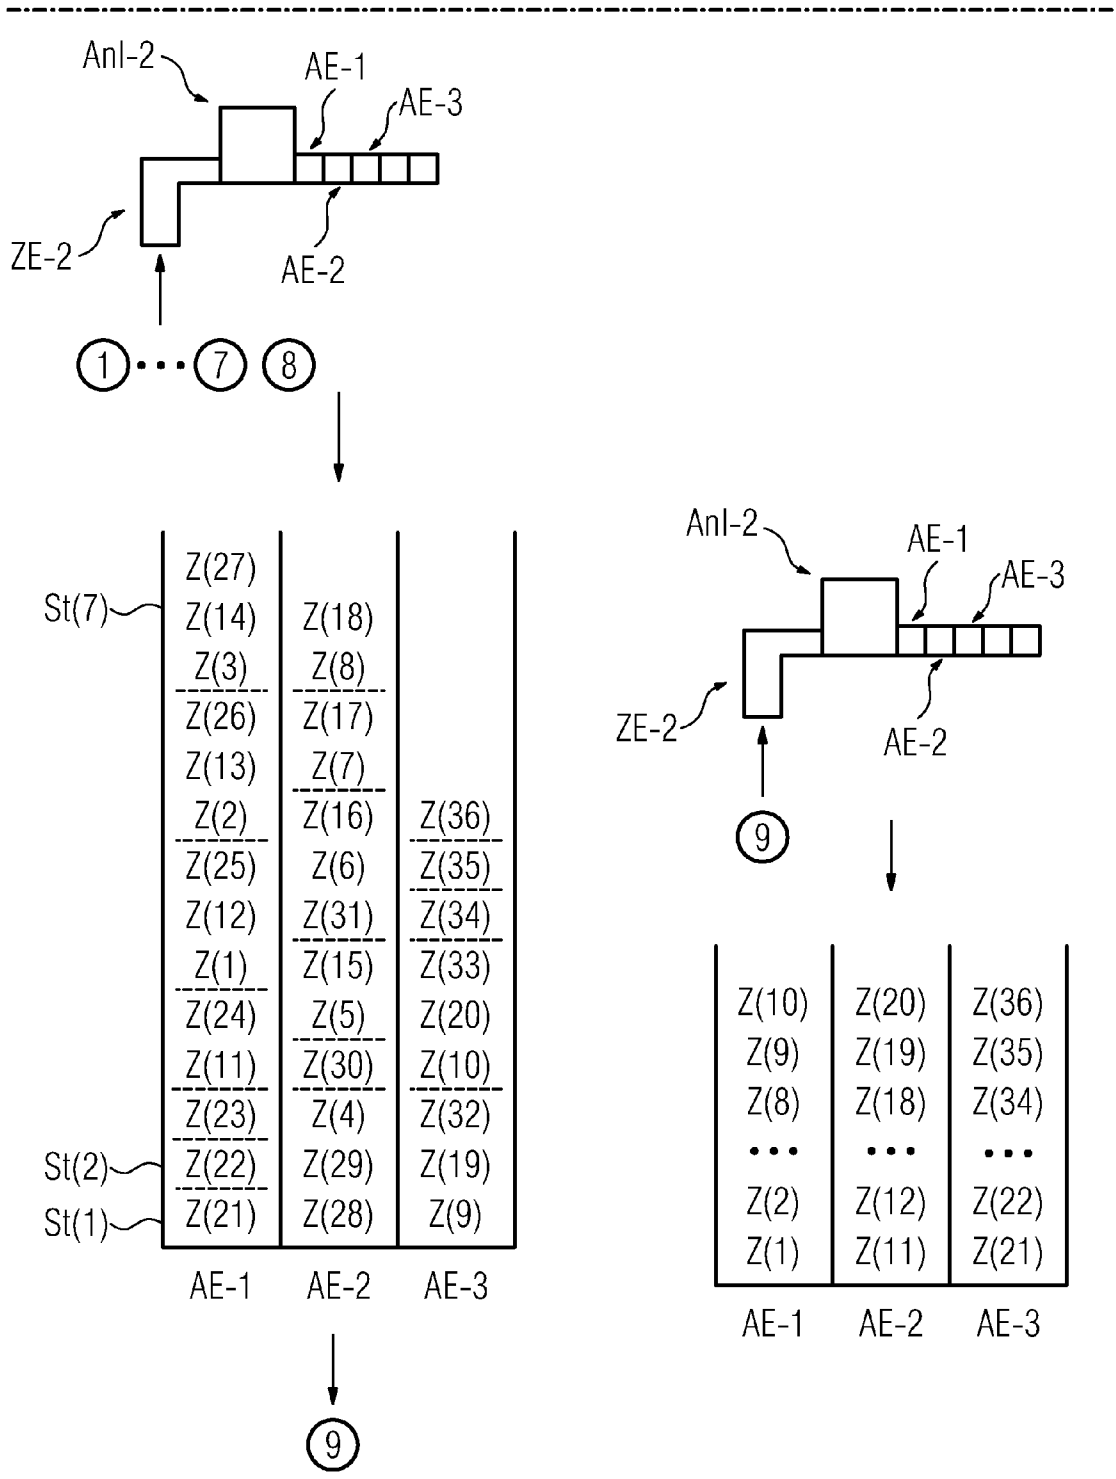 AnI-2
AE-1
AE-3
ZE-2
AE-2
1 ••• 7 8
Z(27)
St(7)
Z(14) Z(18)
Z(3) Z(8)
Z(26) Z(17)
Z(13) Z(7)
Z(2) Z(16) Z(36)
Z(25) Z(6) Z(35)
Z(12) Z(31) Z(34)
Z(1) Z(15) Z(33)
Z(24) Z(5) Z(20)
Z(11) Z(30) Z(10)
Z(23) Z(4) Z(32)
St(2) Z(22) Z(29) Z(19)
St(1) Z(21) Z(28) Z(9)
AE-1 AE-2 AE-3
9
AnI-2
AE-1
AE-3
ZE-2
AE-2
9
Z(10) Z(20) Z(36)
Z(9) Z(19) Z(35)
Z(8) Z(18) Z(34)
••• ••• •••
Z(2) Z(12) Z(22)
Z(1) Z(11) Z(21)
AE-1 AE-2 AE-3